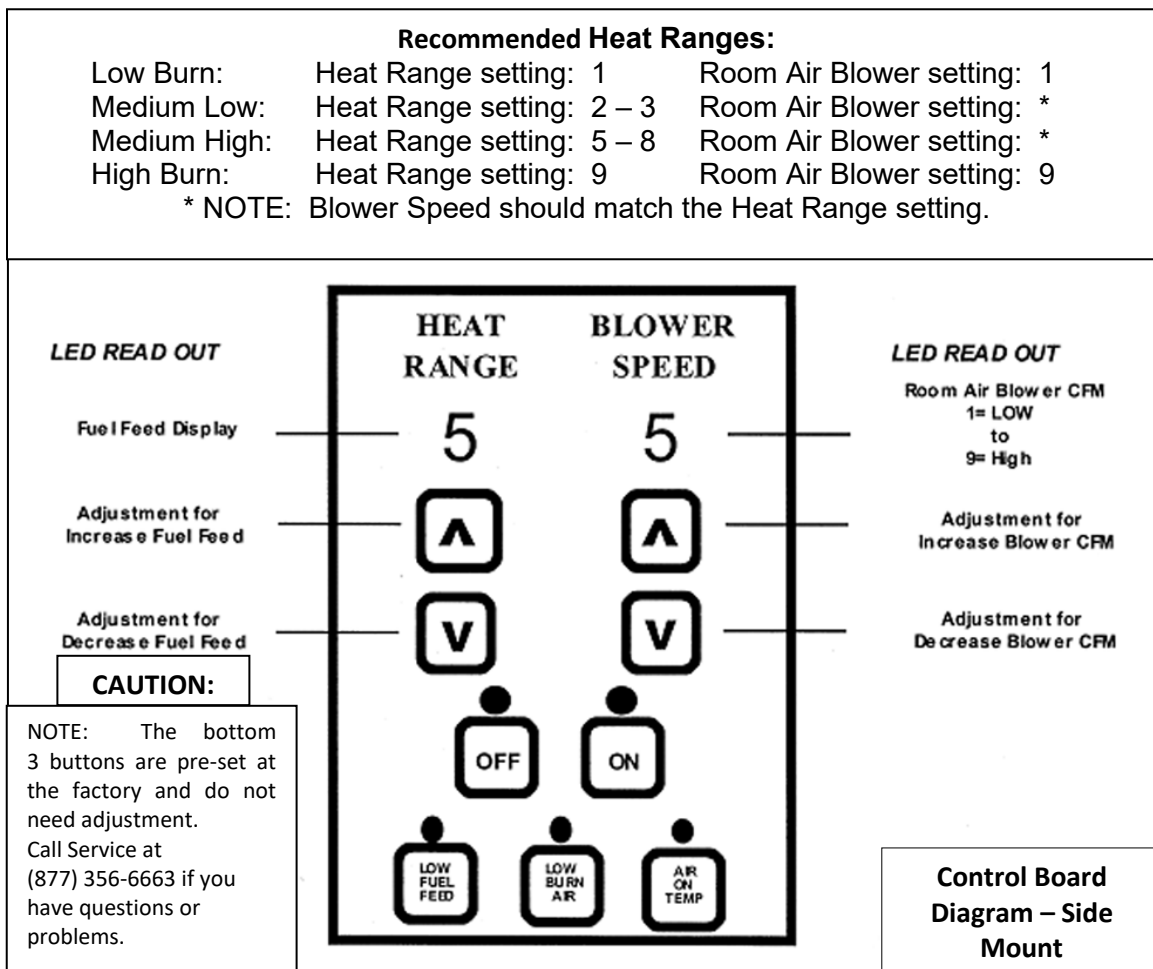 Recommended Heat Ranges:
Low Burn: Heat Range setting: 1 Room Air Blower setting: 1
Medium Low: Heat Range setting: 2 – 3 Room Air Blower setting: *
Medium High: Heat Range setting: 5 – 8 Room Air Blower setting: *
High Burn: Heat Range setting: 9 Room Air Blower setting: 9
* NOTE: Blower Speed should match the Heat Range setting.
LED READ OUT
Fuel Feed Display
Adjustment for
Increase Fuel Feed
Adjustment for
Decrease Fuel Feed
HEAT
RANGE
5
∧
∨
BLOWER
SPEED
5
∧
∨
OFF
ON
LOW
FUEL
FEED
LOW
BURN
AIR
AIR
ON
TEMP
LED READ OUT
Room Air Blower CFM
1= LOW
to
9= High
Adjustment for
Increase Blower CFM
Adjustment for
Decrease Blower CFM
CAUTION:
NOTE: The bottom
3 buttons are pre-set at
the factory and do not
need adjustment.
Call Service at
(877) 356-6663 if you
have questions or
problems.
Control Board
Diagram – Side
Mount